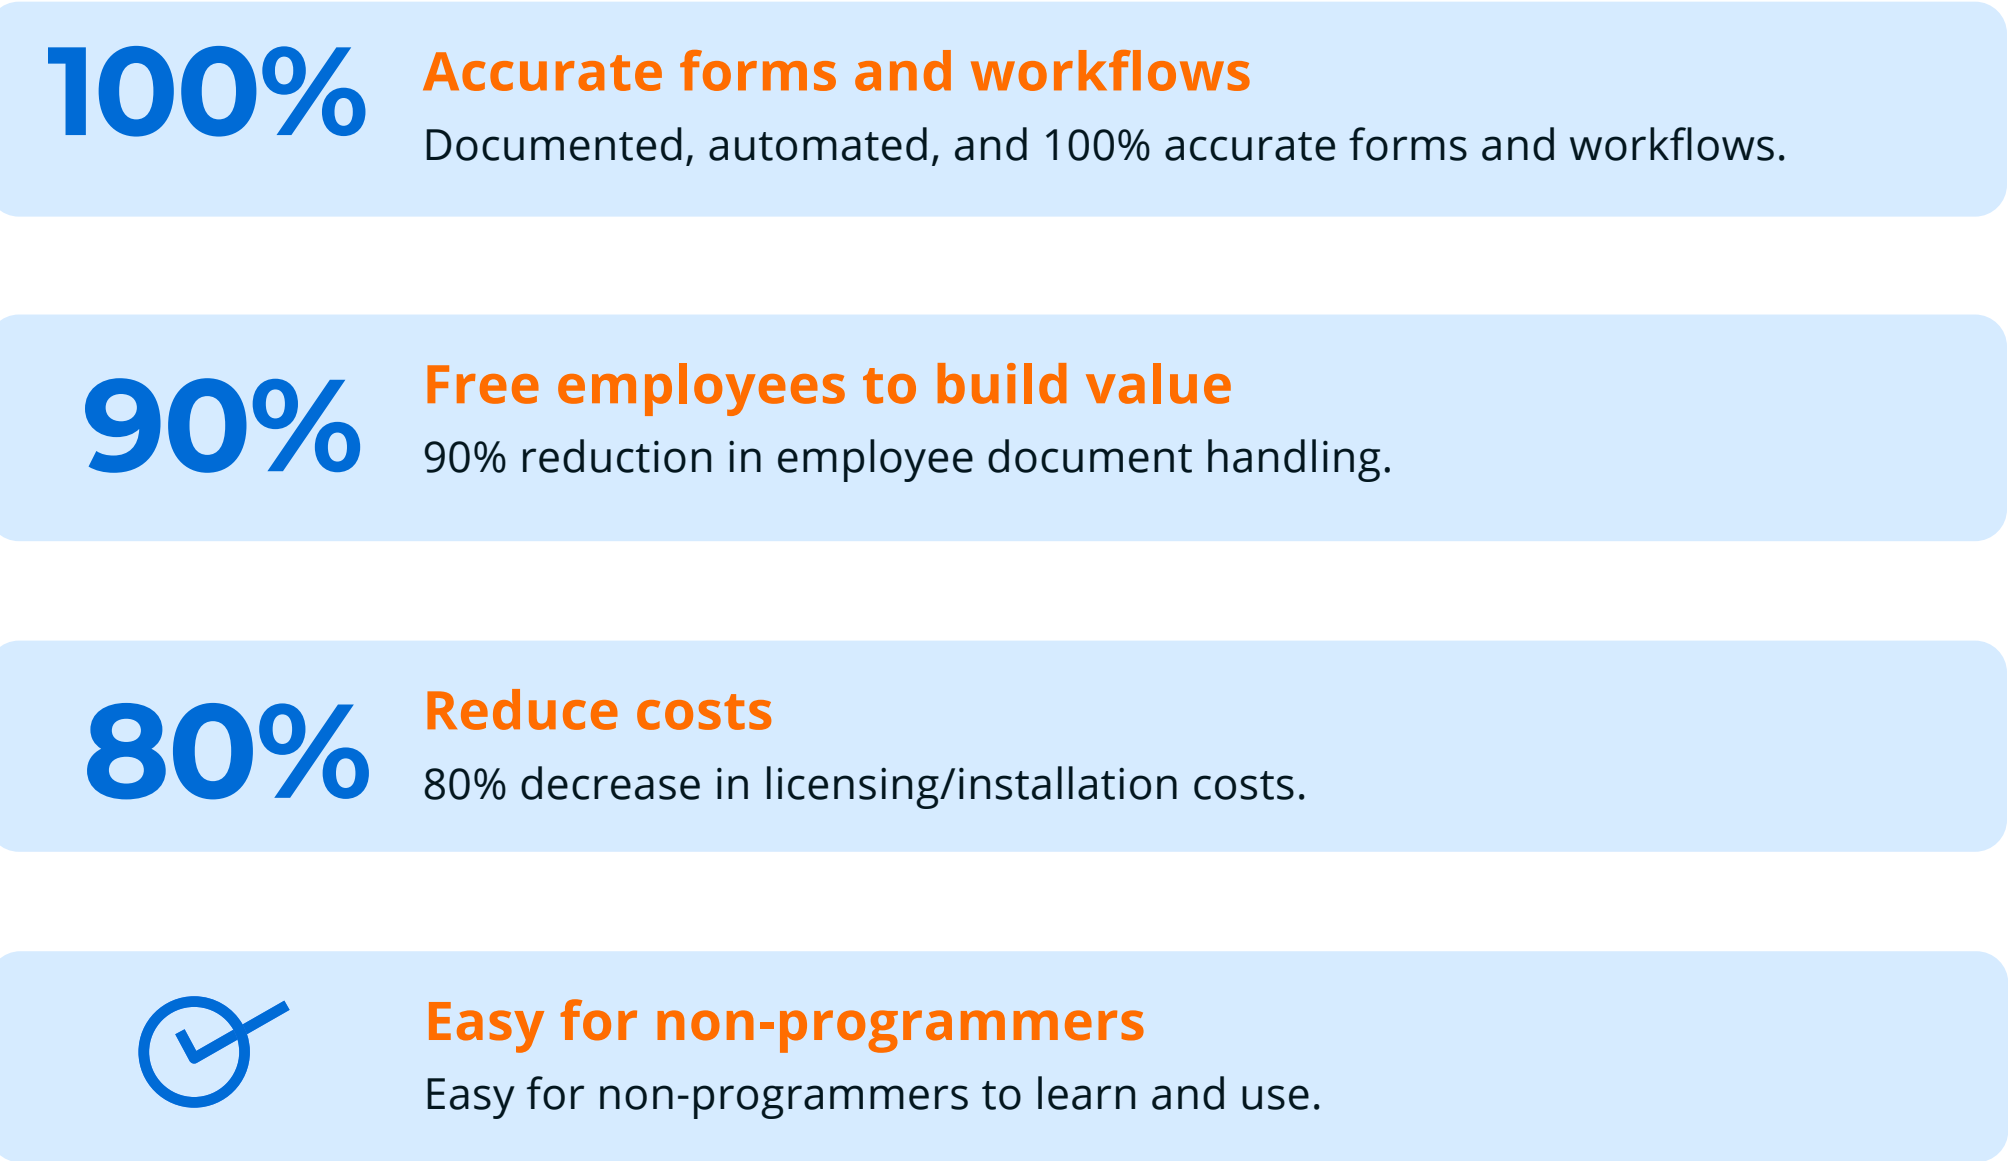 100%
Accurate forms and workflows
Documented, automated, and 100% accurate forms and workflows.
90%
Free employees to build value
90% reduction in employee document handling.
80%
Reduce costs
80% decrease in licensing/installation costs.
Easy for non-programmers
Easy for non-programmers to learn and use.